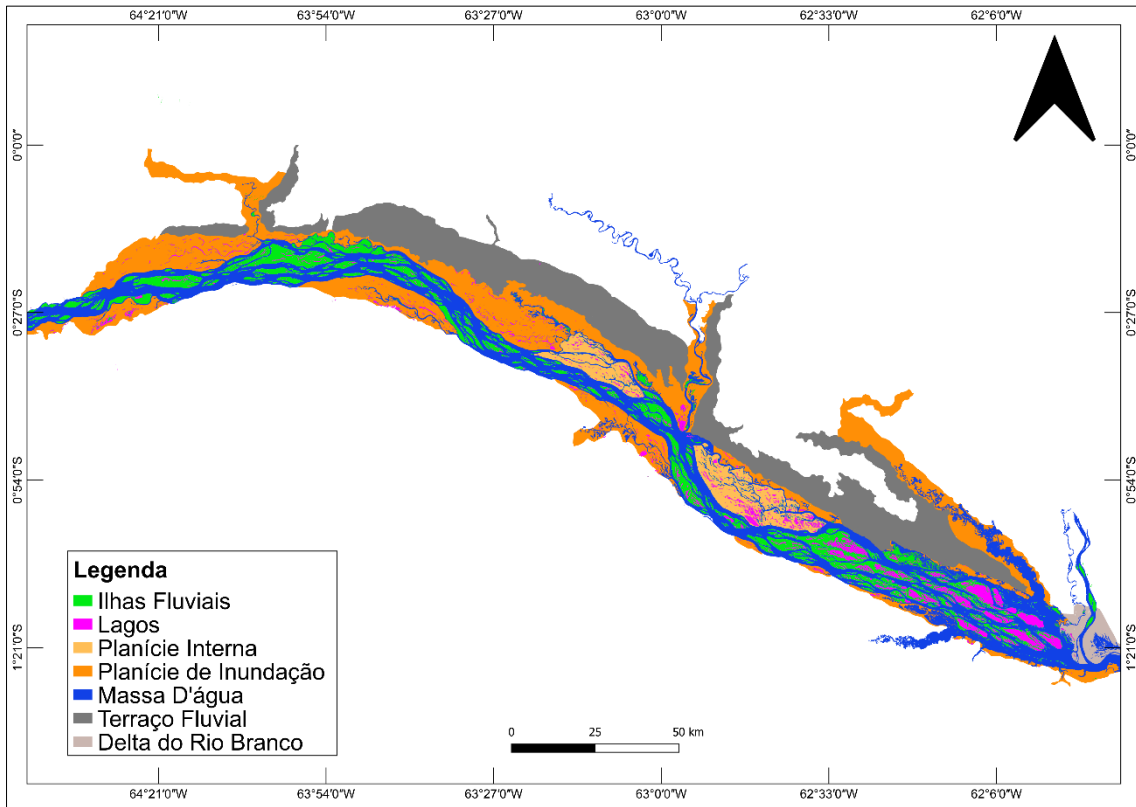 64°21'0"W 63°54'0"W 63°27'0"W 63°0'0"W 62°33'0"W 62°6'0"W
0°0'0" 0°0'0"
0°27'0"S 0°27'0"S
0°54'0"S 0°54'0"S
1°21'0"S 1°21'0"S
Legenda
Ilhas Fluviais
Lagos
Planície Interna
Planície de Inundação
Massa D'água
Terraço Fluvial
Delta do Rio Branco
0 25 50 km
64°21'0"W 63°54'0"W 63°27'0"W 63°0'0"W 62°33'0"W 62°6'0"W